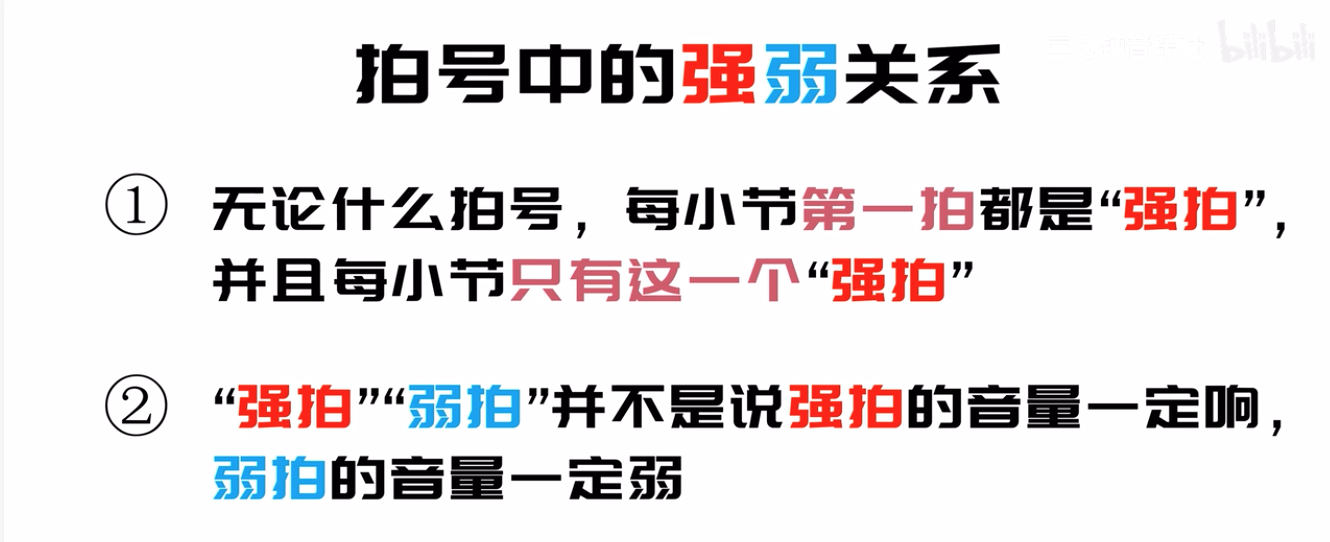 bilibili
拍号中的强弱关系
① 无论什么拍号，每小节第一拍都是“强拍”，
并且每小节只有这一个“强拍”
② “强拍”“弱拍”并不是说强拍的音量一定响，
弱拍的音量一定弱